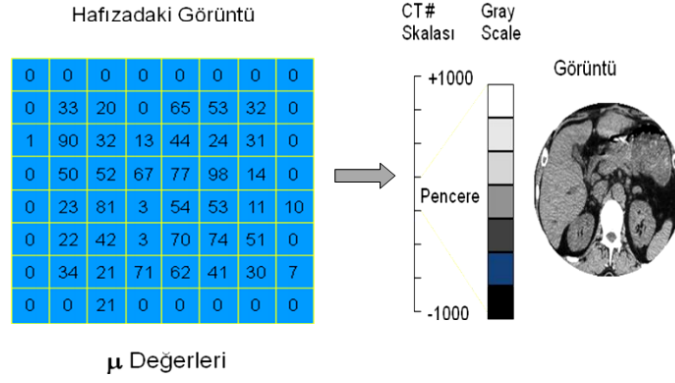 Hafızadaki Görüntü
CT# Gray
Skalası Scale
Görüntü
+1000
0 0 0 0 0 0 0 0
0 33 20 0 65 53 32 0
1 90 32 13 44 24 31 0
0 50 52 67 77 98 14 0
0 23 81 3 54 53 11 10
0 22 42 3 70 74 51 0
0 34 21 71 62 41 30 7
0 0 21 0 0 0 0 0
Pencere
-1000
μ Değerleri